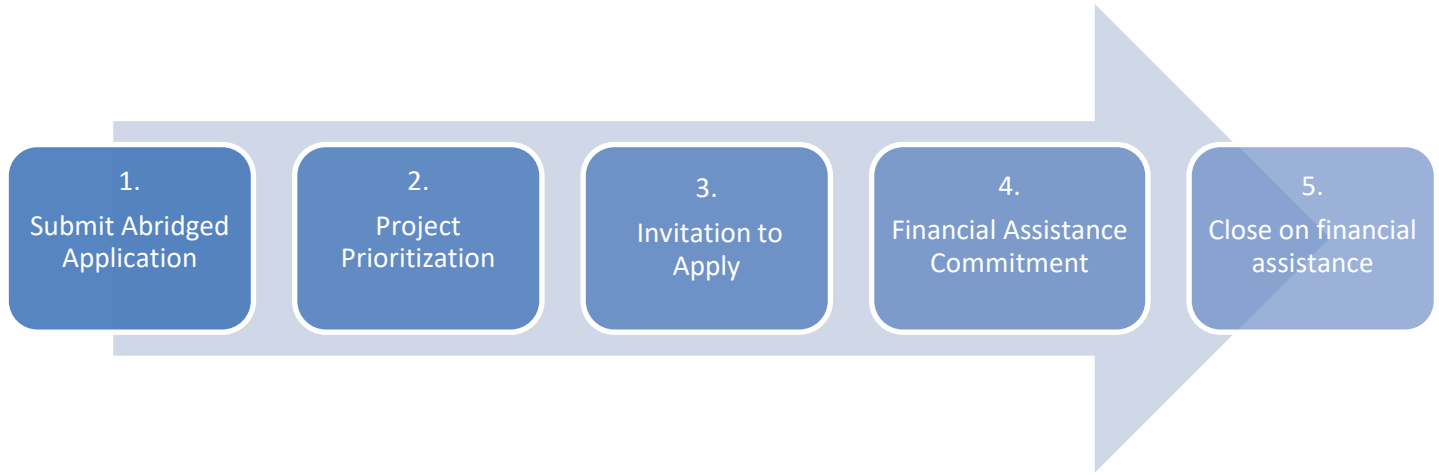 1.
Submit Abridged
Application
2.
Project
Prioritization
3.
Invitation to
Apply
4.
Financial Assistance
Commitment
5.
Close on financial
assistance